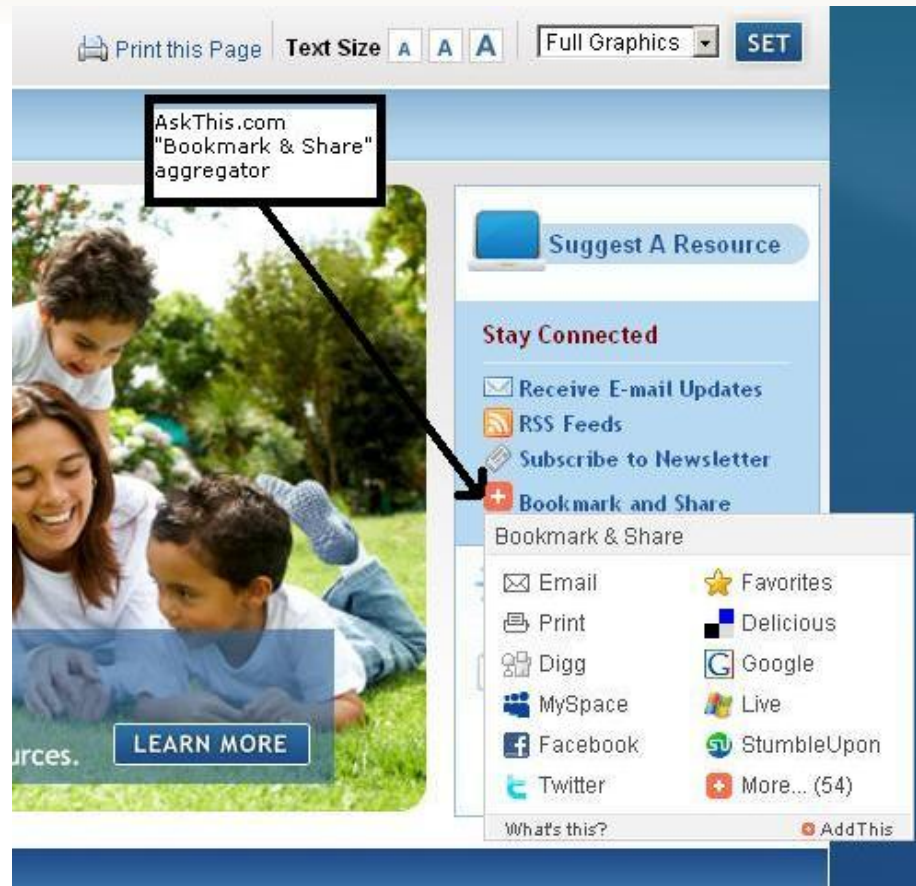 Print this Page Text Size A A A Full Graphics SET
AskThis.com
"Bookmark & Share"
aggregator
Suggest A Resource
Stay Connected
Receive E-mail Updates
RSS Feeds
Subscribe to Newsletter
Bookmark and Share
Bookmark & Share
Email Favorites
Print Delicious
Digg Google
MySpace Live
Facebook StumbleUpon
Twitter More... (54)
What's this? AddThis
urces. LEARN MORE